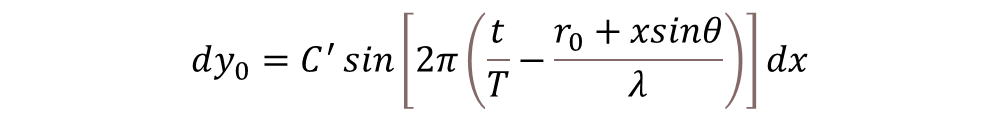 dy₀ = C′ sin[2π(t/T − (r₀ + xsinθ)/λ)]dx